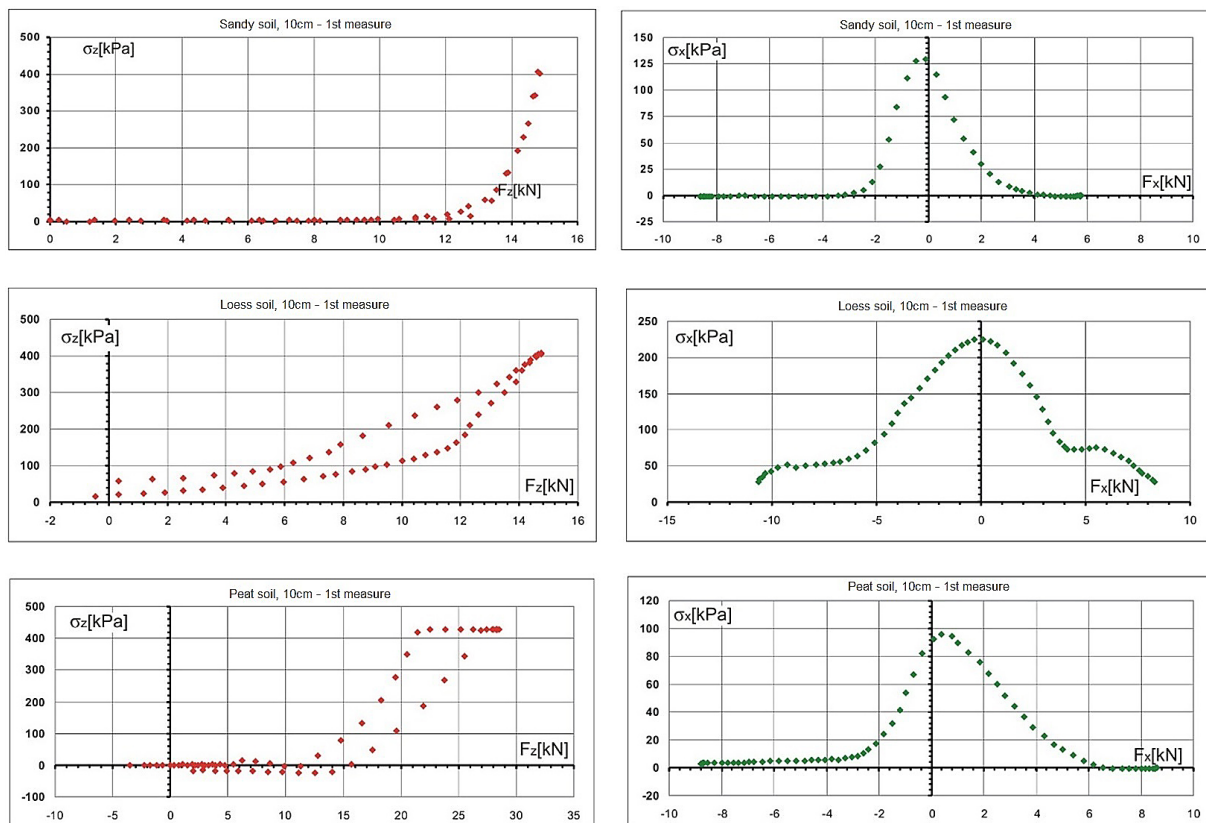 Sandy soil, 10cm – 1st measure
σz[kPa]
500
400
300
200
100
0
Fz[kN]
0 2 4 6 8 10 12 14 16
Sandy soil, 10cm – 1st measure
σx[kPa]
150
125
100
75
50
25
0
-25
Fx[kN]
-10 -8 -6 -4 -2 0 2 4 6 8 10
Loess soil, 10cm – 1st measure
σz[kPa]
500
400
300
200
100
0
Fz[kN]
-2 0 2 4 6 8 10 12 14 16
Loess soil, 10cm – 1st measure
σx[kPa]
250
200
150
100
50
0
Fx[kN]
-15 -10 -5 0 5 10
Peat soil, 10cm – 1st measure
σz[kPa]
500
400
300
200
100
0
-100
Fz[kN]
-10 -5 0 5 10 15 20 25 30 35
Peat soil, 10cm – 1st measure
σx[kPa]
120
100
80
60
40
20
0
-20
Fx[kN]
-10 -8 -6 -4 -2 0 2 4 6 8 10